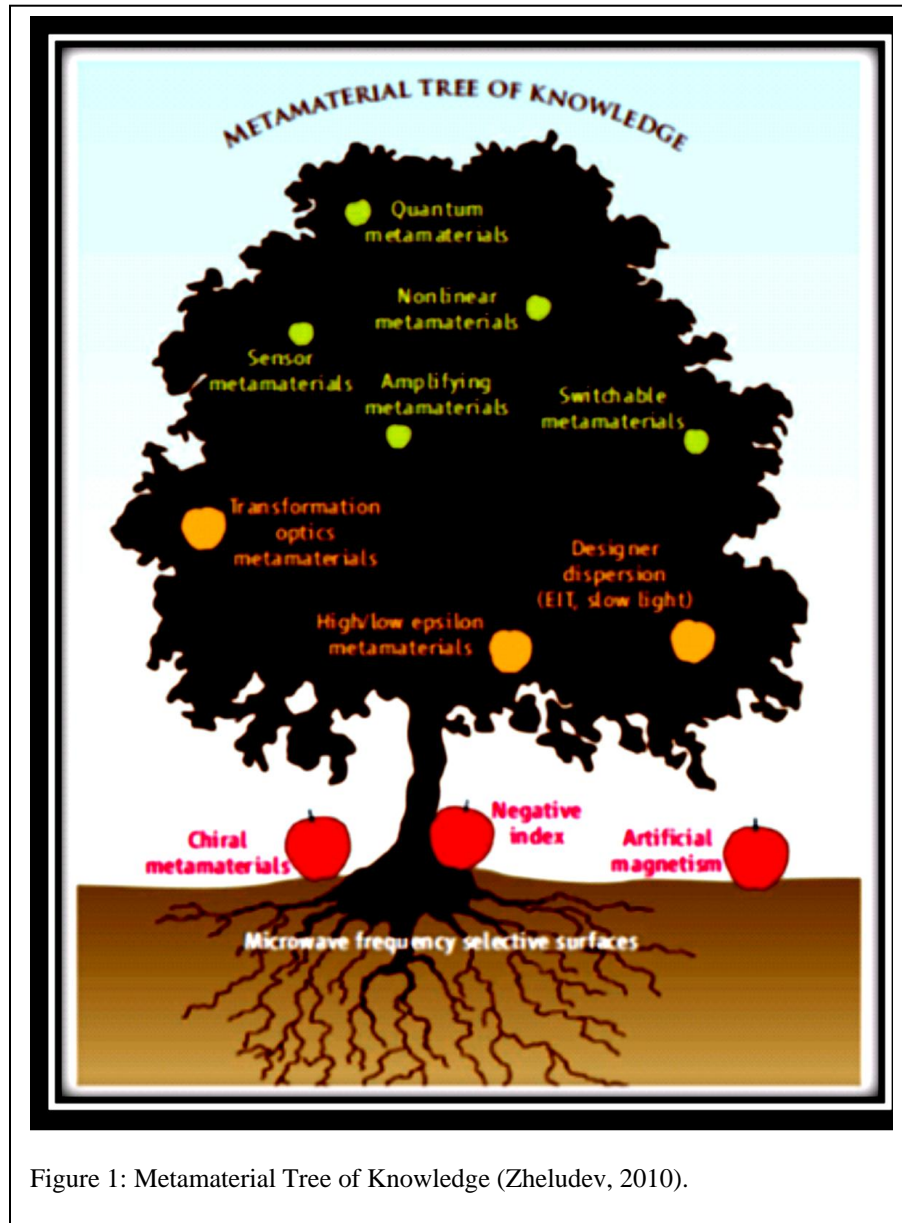 METAMATERIAL TREE OF KNOWLEDGE
Quantum
metamaterials
Nonlinear
metamaterials
Sensor
metamaterials
Amplifying
metamaterials
Switchable
metamaterials
Transformation
optics
metamaterials
Designer
dispersion
(EIT, slow light)
High/low epsilon
metamaterials
Chiral
metamaterials
Negative
index
Artificial
magnetism
Microwave frequency selective surfaces
Figure 1: Metamaterial Tree of Knowledge (Zheludev, 2010).